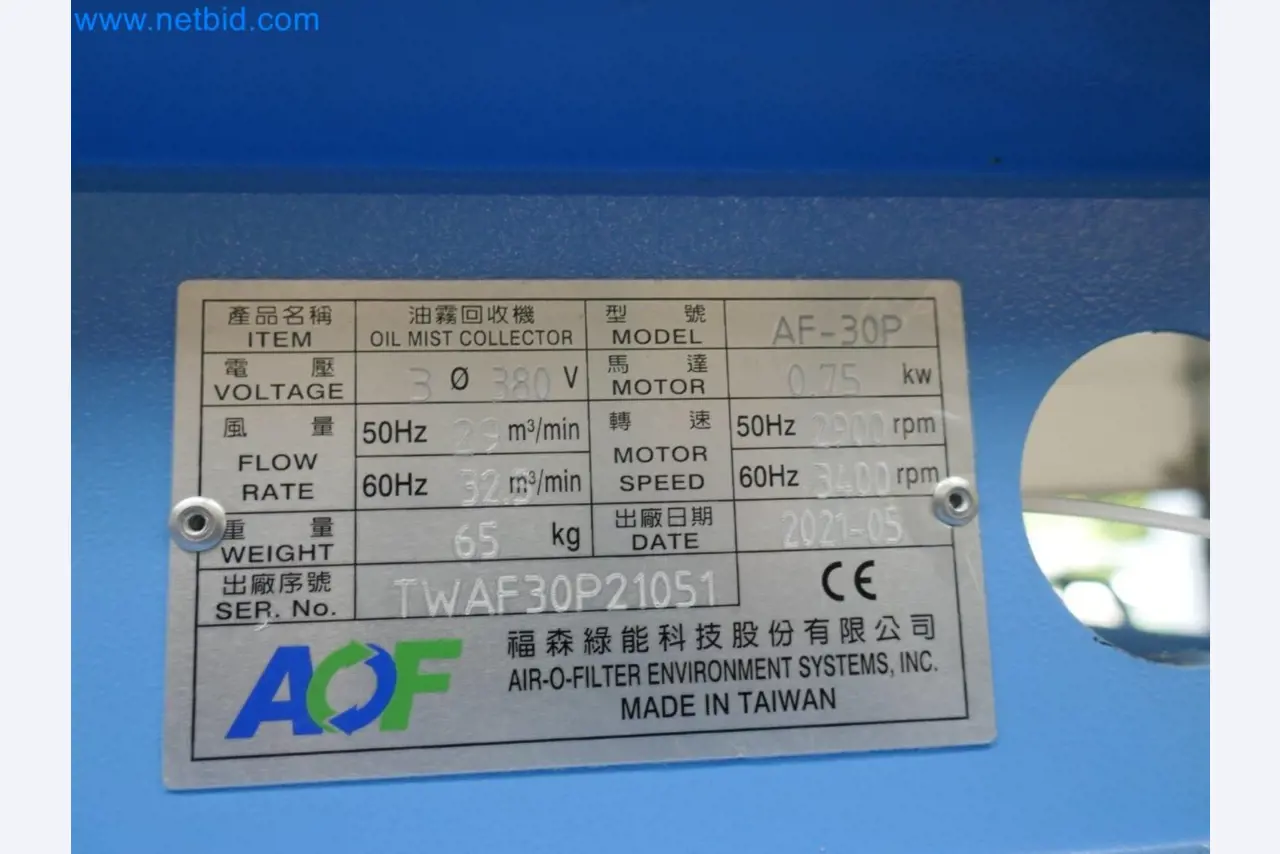 www.netbid.com
產品名稱 油霧回收機 型 號 AF-30P
ITEM OIL MIST COLLECTOR MODEL
電 壓 3 Ø 380 V 馬 達 0.75 kw
VOLTAGE MOTOR
風 量 50Hz 29 m³/min 轉 速 50Hz 2900 rpm
FLOW MOTOR
RATE 60Hz 32.5 m³/min SPEED 60Hz 3400 rpm
重 量 65 kg 出廠日期 2021-05
WEIGHT DATE
出廠序號 TWAF30P21051 CE
SER. No.
AOF 福森綠能科技股份有限公司
AIR-O-FILTER ENVIRONMENT SYSTEMS, INC.
MADE IN TAIWAN